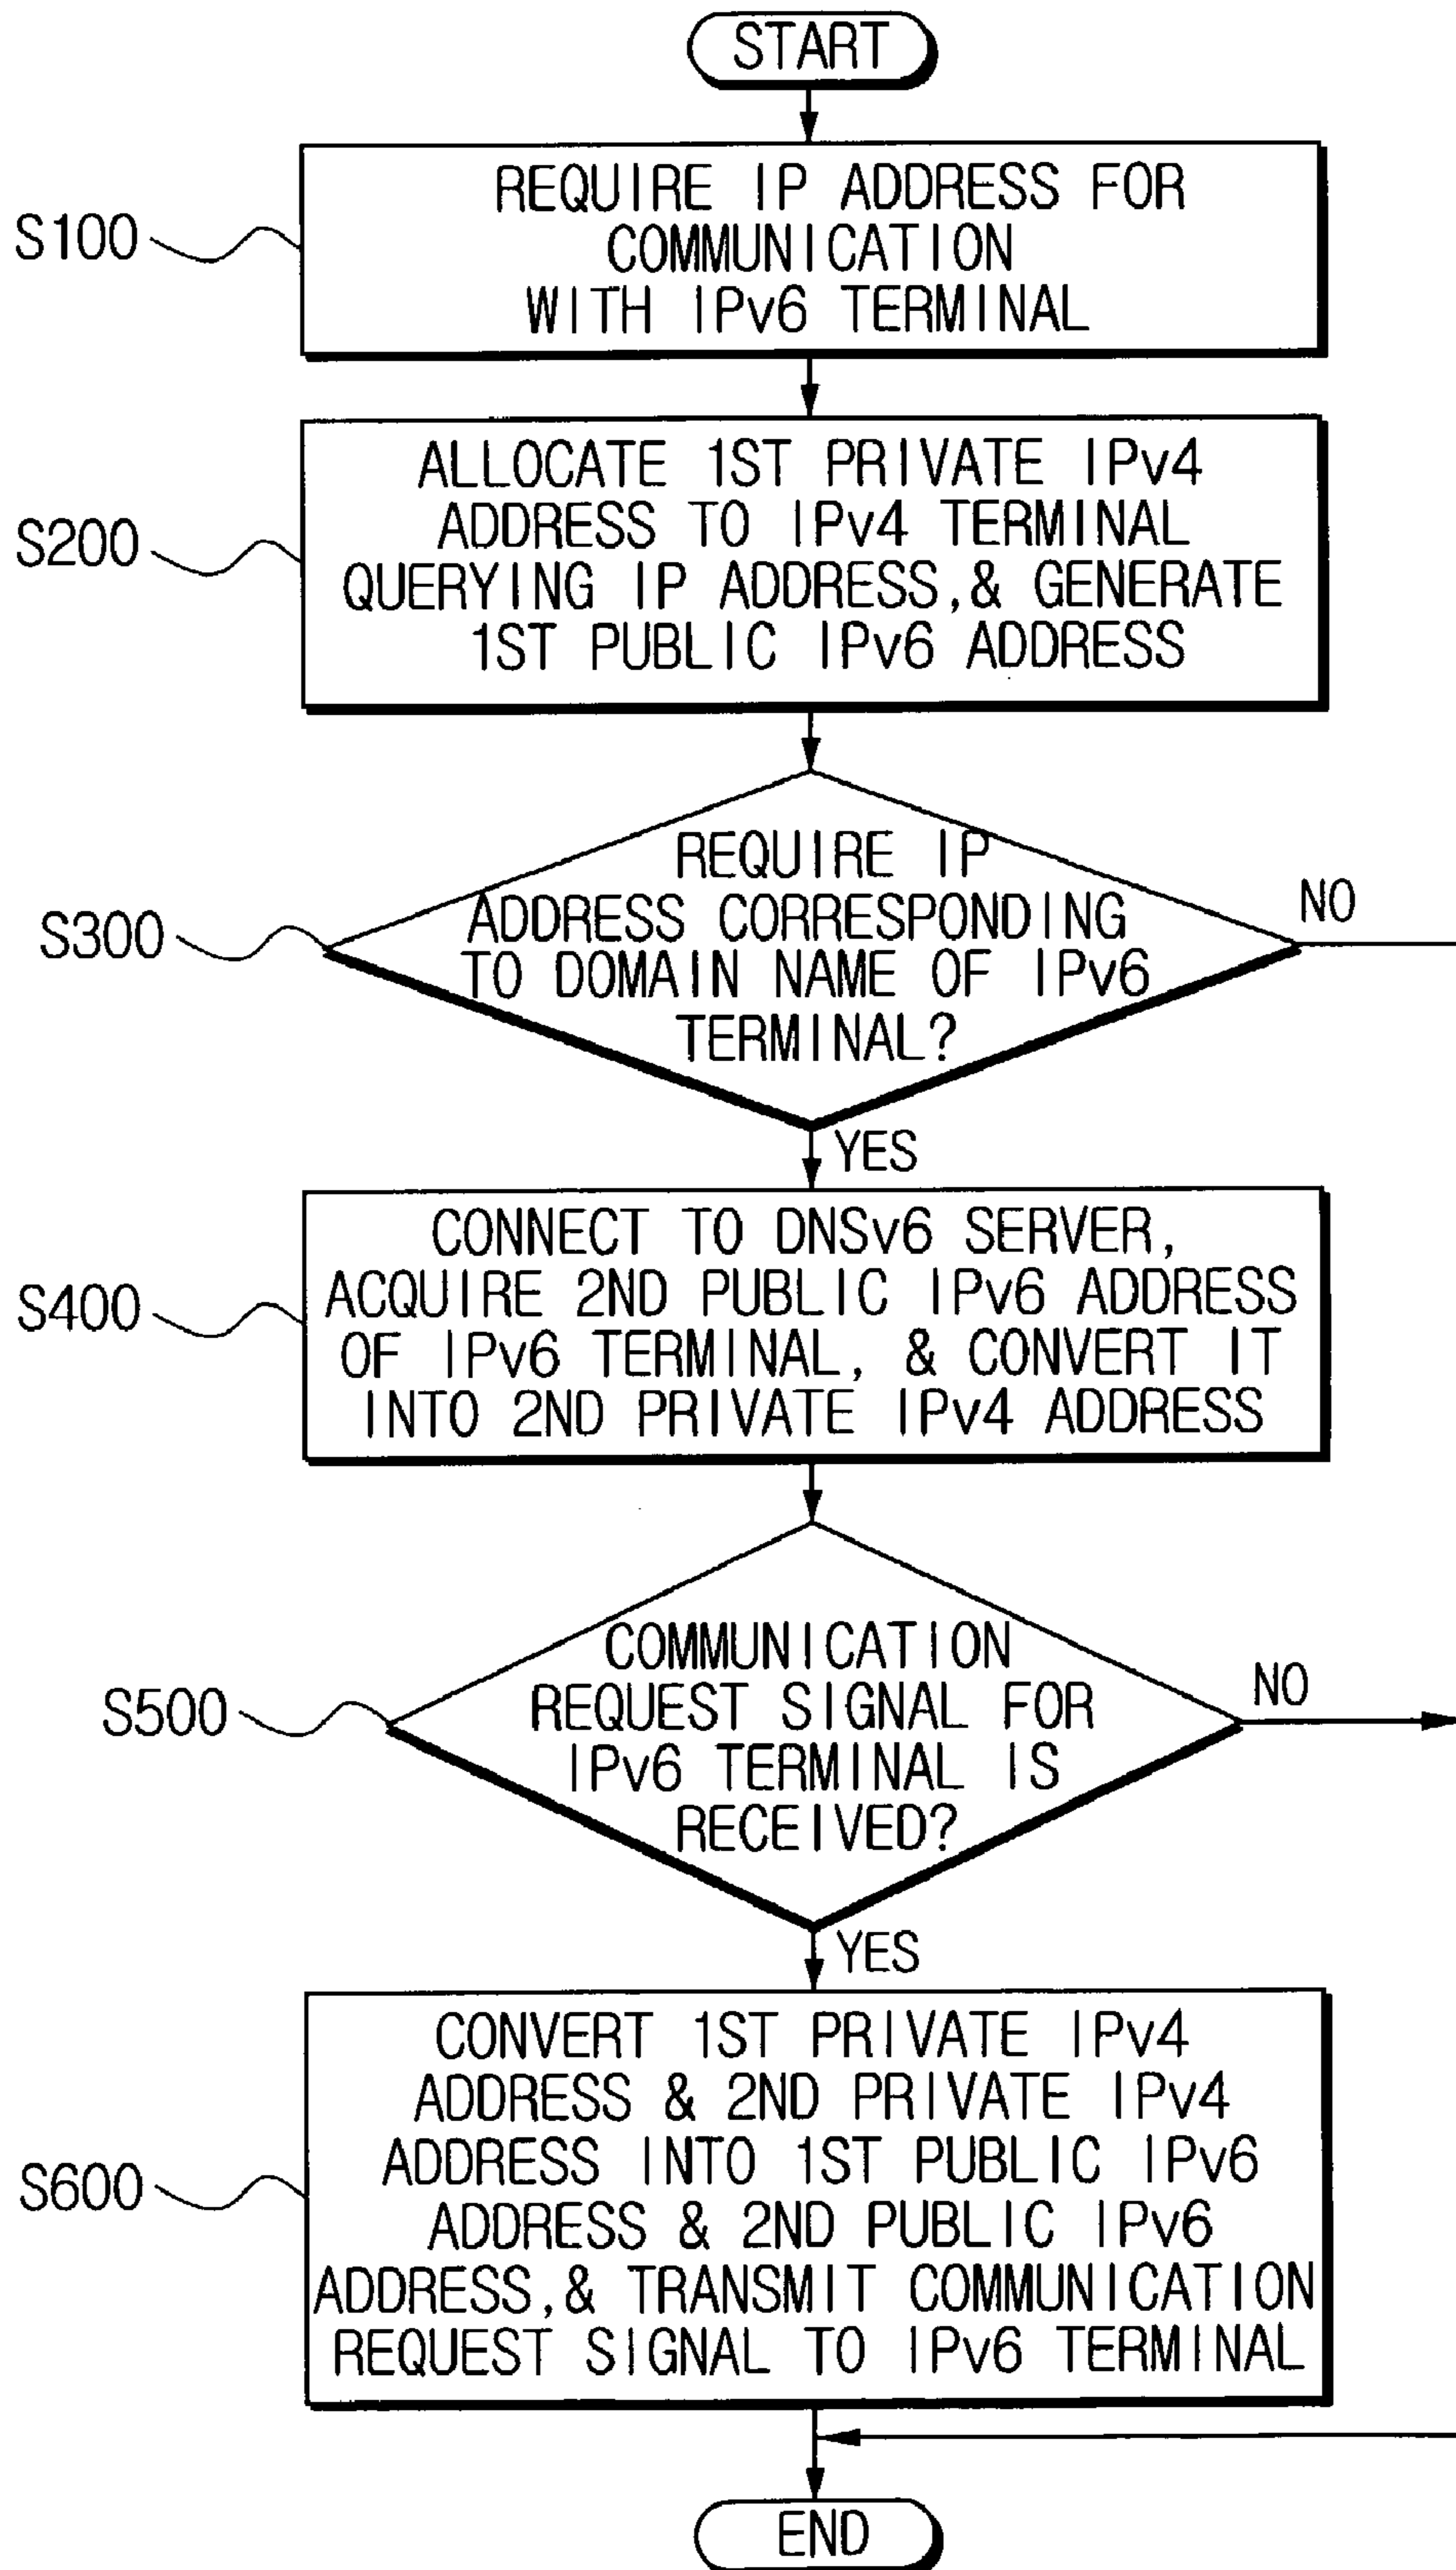 START
S100
REQUIRE IP ADDRESS FOR
COMMUNICATION
WITH IPv6 TERMINAL
S200
ALLOCATE 1ST PRIVATE IPv4
ADDRESS TO IPv4 TERMINAL
QUERYING IP ADDRESS,& GENERATE
1ST PUBLIC IPv6 ADDRESS
S300
REQUIRE IP
ADDRESS CORRESPONDING
TO DOMAIN NAME OF IPv6
TERMINAL?
NO
YES
S400
CONNECT TO DNSv6 SERVER,
ACQUIRE 2ND PUBLIC IPv6 ADDRESS
OF IPv6 TERMINAL, & CONVERT IT
INTO 2ND PRIVATE IPv4 ADDRESS
S500
COMMUNICATION
REQUEST SIGNAL FOR
IPv6 TERMINAL IS
RECEIVED?
NO
YES
S600
CONVERT 1ST PRIVATE IPv4
ADDRESS & 2ND PRIVATE IPv4
ADDRESS INTO 1ST PUBLIC IPv6
ADDRESS & 2ND PUBLIC IPv6
ADDRESS,& TRANSMIT COMMUNICATION
REQUEST SIGNAL TO IPv6 TERMINAL
END